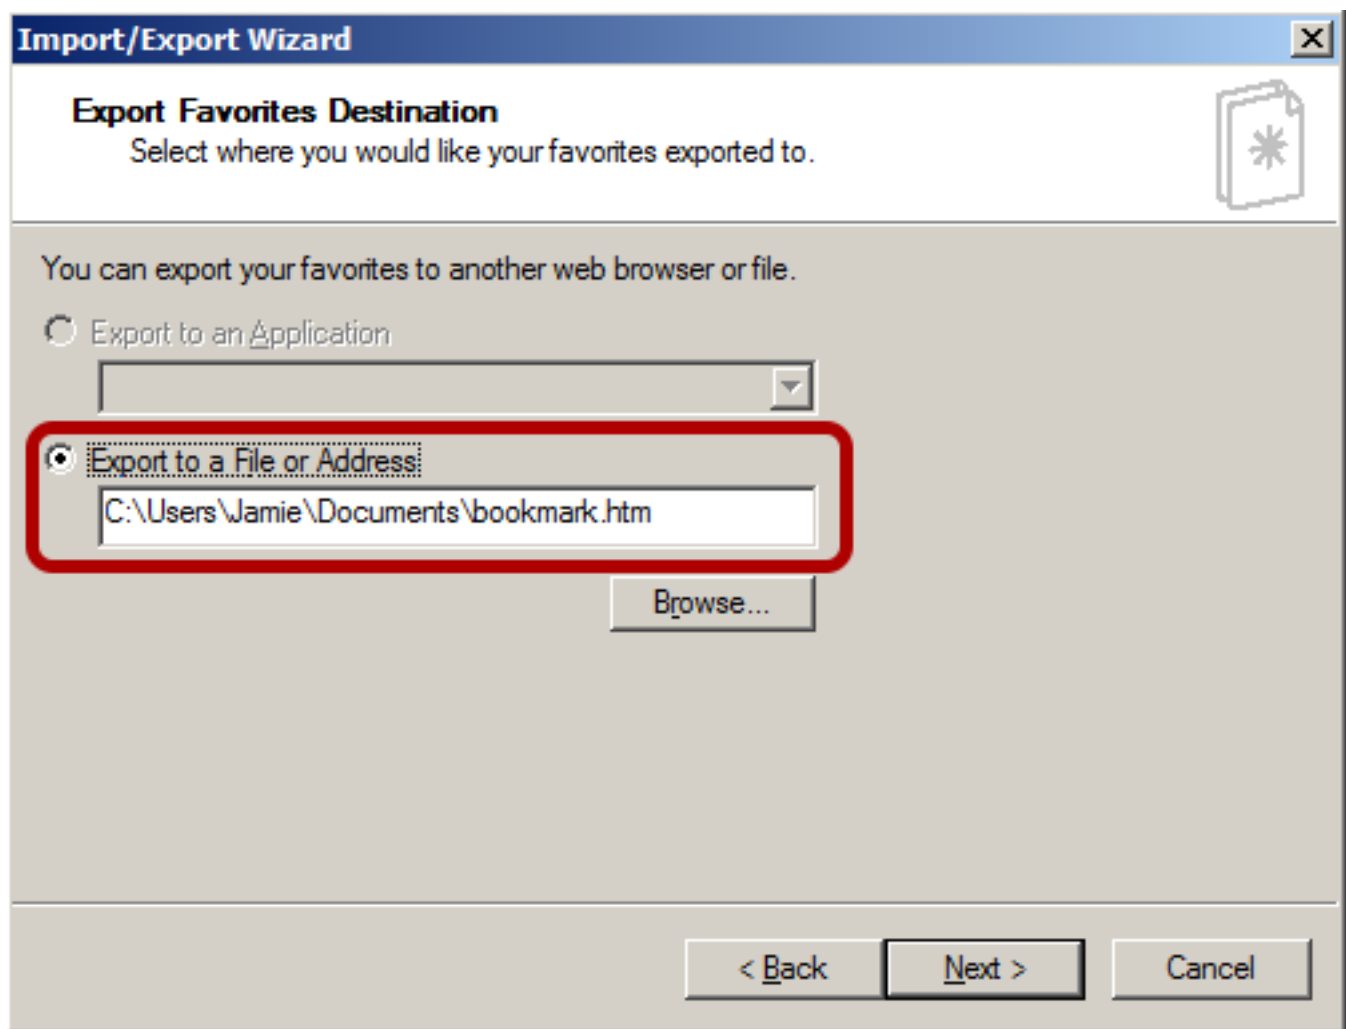 Import/Export Wizard
Export Favorites Destination
Select where you would like your favorites exported to.
You can export your favorites to another web browser or file.
Export to an Application
Export to a File or Address
C:\Users\Jamie\Documents\bookmark.htm
Browse...
< Back Next > Cancel